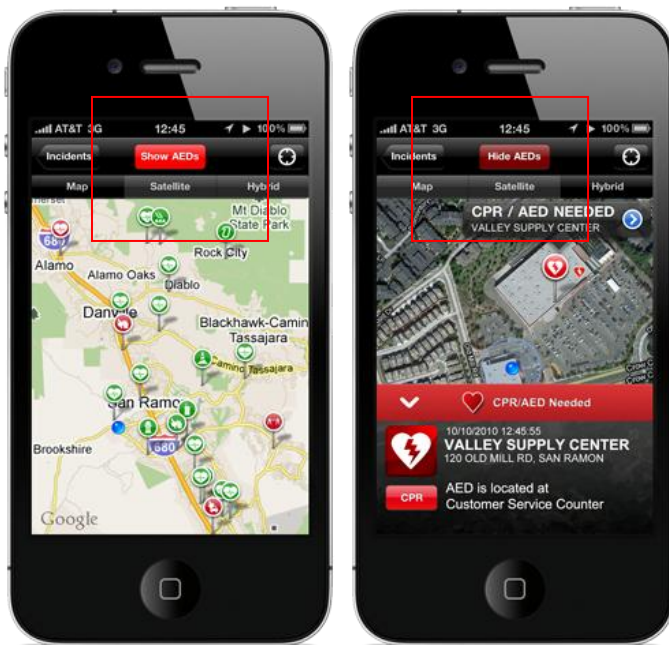 AT&T 3G 12:45 100%
Incidents Show AEDs
Map Satellite Hybrid
Mt Diablo
State Park
680
Rock City
Alamo
Alamo Oaks
Diablo
Danville
Blackhawk-Camin
Tassajara
Camino Tassajara
San Ramo
Brookshire
680
Google
AT&T 3G 12:45 100%
Incidents Hide AEDs
Map Satellite Hybrid
CPR / AED NEEDED
VALLEY SUPPLY CENTER
CPR/AED Needed
10/10/2010 12:45:55
VALLEY SUPPLY CENTER
120 OLD MILL RD, SAN RAMON
CPR
AED is located at
Customer Service Counter